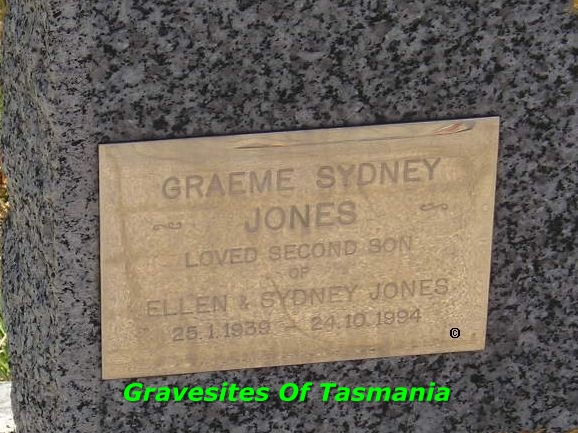 GRAEME SYDNEY
JONES
LOVED SECOND SON
OF
ELLEN & SYDNEY JONES
25.1.1939 – 24.10.1994
©
Gravesites Of Tasmania